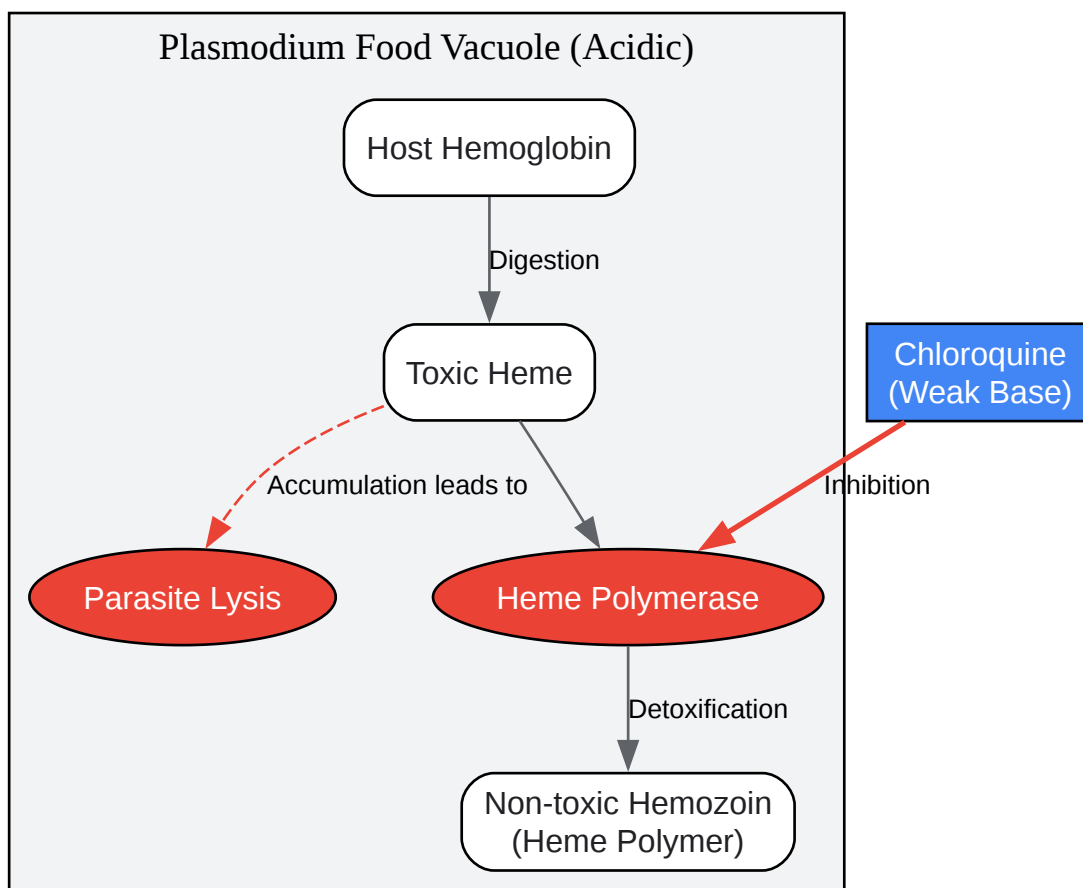 Plasmodium Food Vacuole (Acidic)
Host Hemoglobin
Digestion
Toxic Heme
Chloroquine
(Weak Base)
Accumulation leads to
Inhibition
Parasite Lysis
Heme Polymerase
Detoxification
Non-toxic Hemozoin
(Heme Polymer)